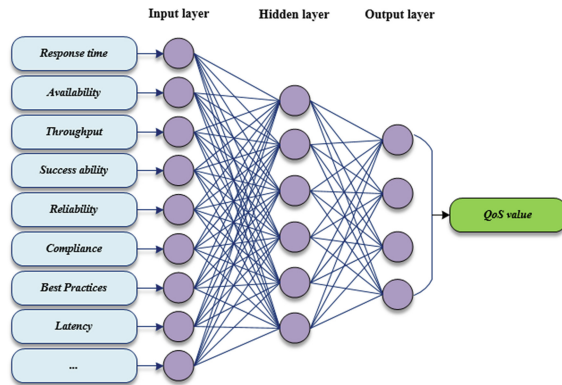 Input layer
Hidden layer
Output layer
Response time
Availability
Throughput
Success ability
Reliability
Compliance
Best Practices
Latency
...
QoS value